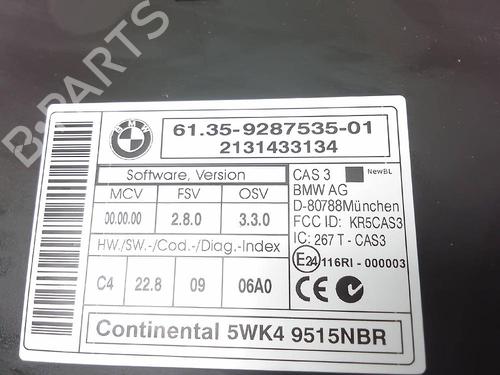 B-PARTS
BMW
61.35-9287535-01
2131433134
Software, Version
MCV FSV OSV
00.00.00 2.8.0 3.3.0
HW./SW.-/Cod.-/Diag.-Index
C4 22.8 09 06A0
CAS 3 NewBL
BMW AG
D-80788München
FCC ID: KR5CAS3
IC: 267 T - CAS3
E24 116RI - 000003
CE
Continental 5WK4 9515NBR